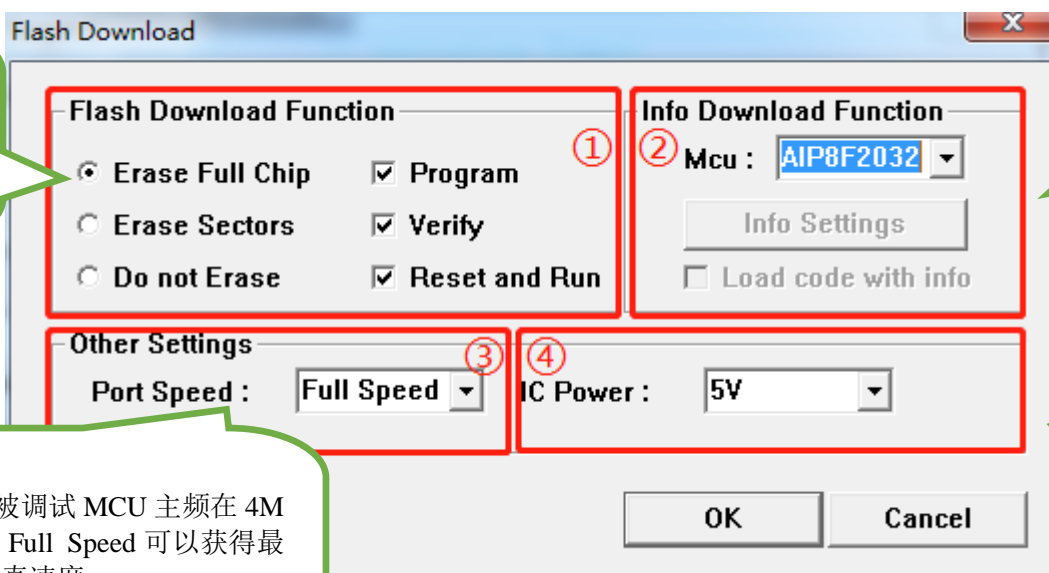 Flash Download
x
Flash Download Function
①
Erase Full Chip
Program
Erase Sectors
Verify
Do not Erase
Reset and Run
Info Download Function
② Mcu : AIP8F2032
Info Settings
Load code with info
Other Settings
③
Port Speed : Full Speed
④
IC Power : 5V
被调试 MCU 主频在 4M
Full Speed 可以获得最
真速度
OK
Cancel